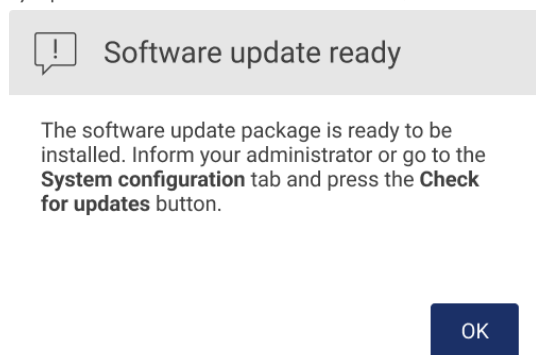 Software update ready
The software update package is ready to be
installed. Inform your administrator or go to the
System configuration tab and press the Check
for updates button.
OK